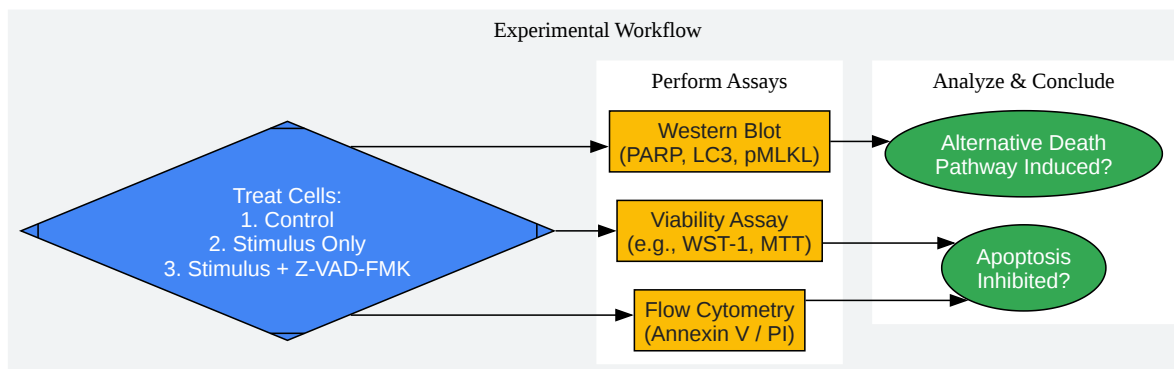 Experimental Workflow
Perform Assays
Analyze & Conclude
Treat Cells:
1. Control
2. Stimulus Only
3. Stimulus + Z-VAD-FMK
Western Blot
(PARP, LC3, pMLKL)
Viability Assay
(e.g., WST-1, MTT)
Flow Cytometry
(Annexin V / PI)
Alternative Death
Pathway Induced?
Apoptosis
Inhibited?